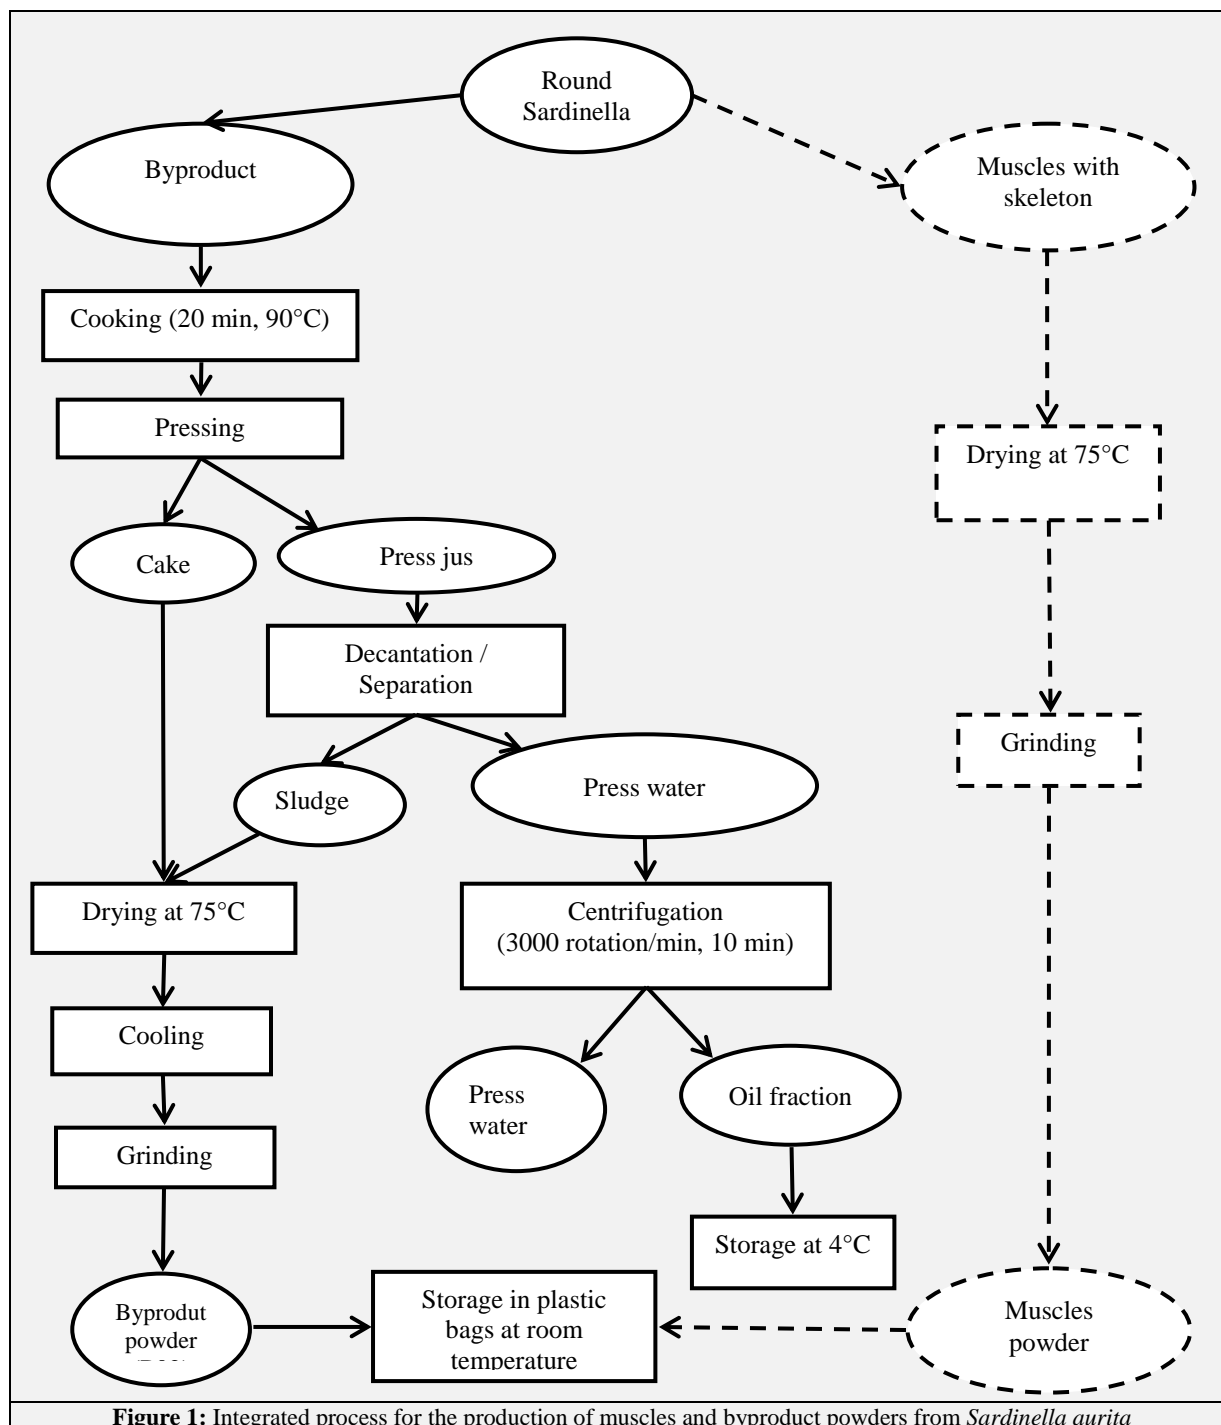 Round
Sardinella
Byproduct
Muscles with
skeleton
Cooking (20 min, 90°C)
Pressing
Drying at 75°C
Cake
Press jus
Decantation /
Separation
Grinding
Sludge
Press water
Drying at 75°C
Centrifugation
(3000 rotation/min, 10 min)
Cooling
Press
water
Oil fraction
Grinding
Storage at 4°C
Byprodut
powder
Storage in plastic
bags at room
temperature
Muscles
powder
Figure 1: Integrated process for the production of muscles and byproduct powders from Sardinella aurita